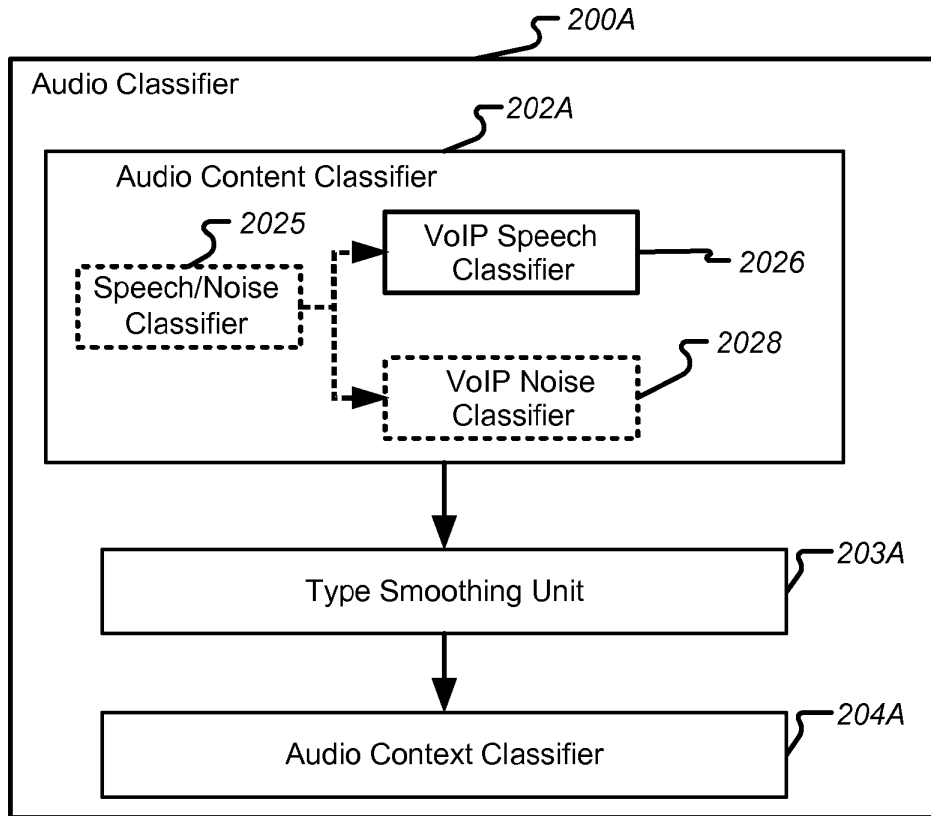 200A
Audio Classifier
202A
Audio Content Classifier
2025
VoIP Speech
Classifier
2026
Speech/Noise
Classifier
2028
VoIP Noise
Classifier
203A
Type Smoothing Unit
204A
Audio Context Classifier